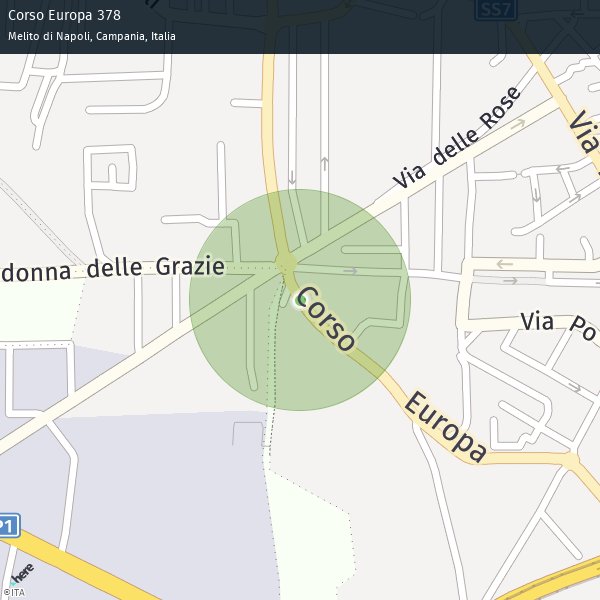 Corso Europa 378
Melito di Napoli, Campania, Italia
SS7
Via
Via delle Rose
donna delle Grazie
Corso
Europa
Via Po
P1
here
©ITA